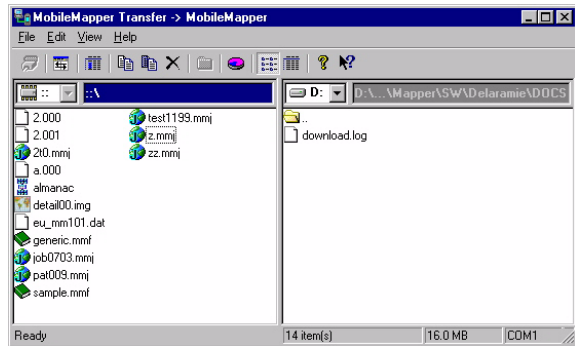 MobileMapper Transfer -> MobileMapper
File Edit View Help
:: ::\
D: D:\...\Mapper\SW\Delaramie\DOCS
2.000
2.001
2t0.mmj
a.000
almanac
detail00.img
eu_mm101.dat
generic.mmf
job0703.mmj
pat009.mmj
sample.mmf
test1199.mmj
z.mmj
zz.mmj
..
download.log
Ready 14 item(s) 16.0 MB COM1